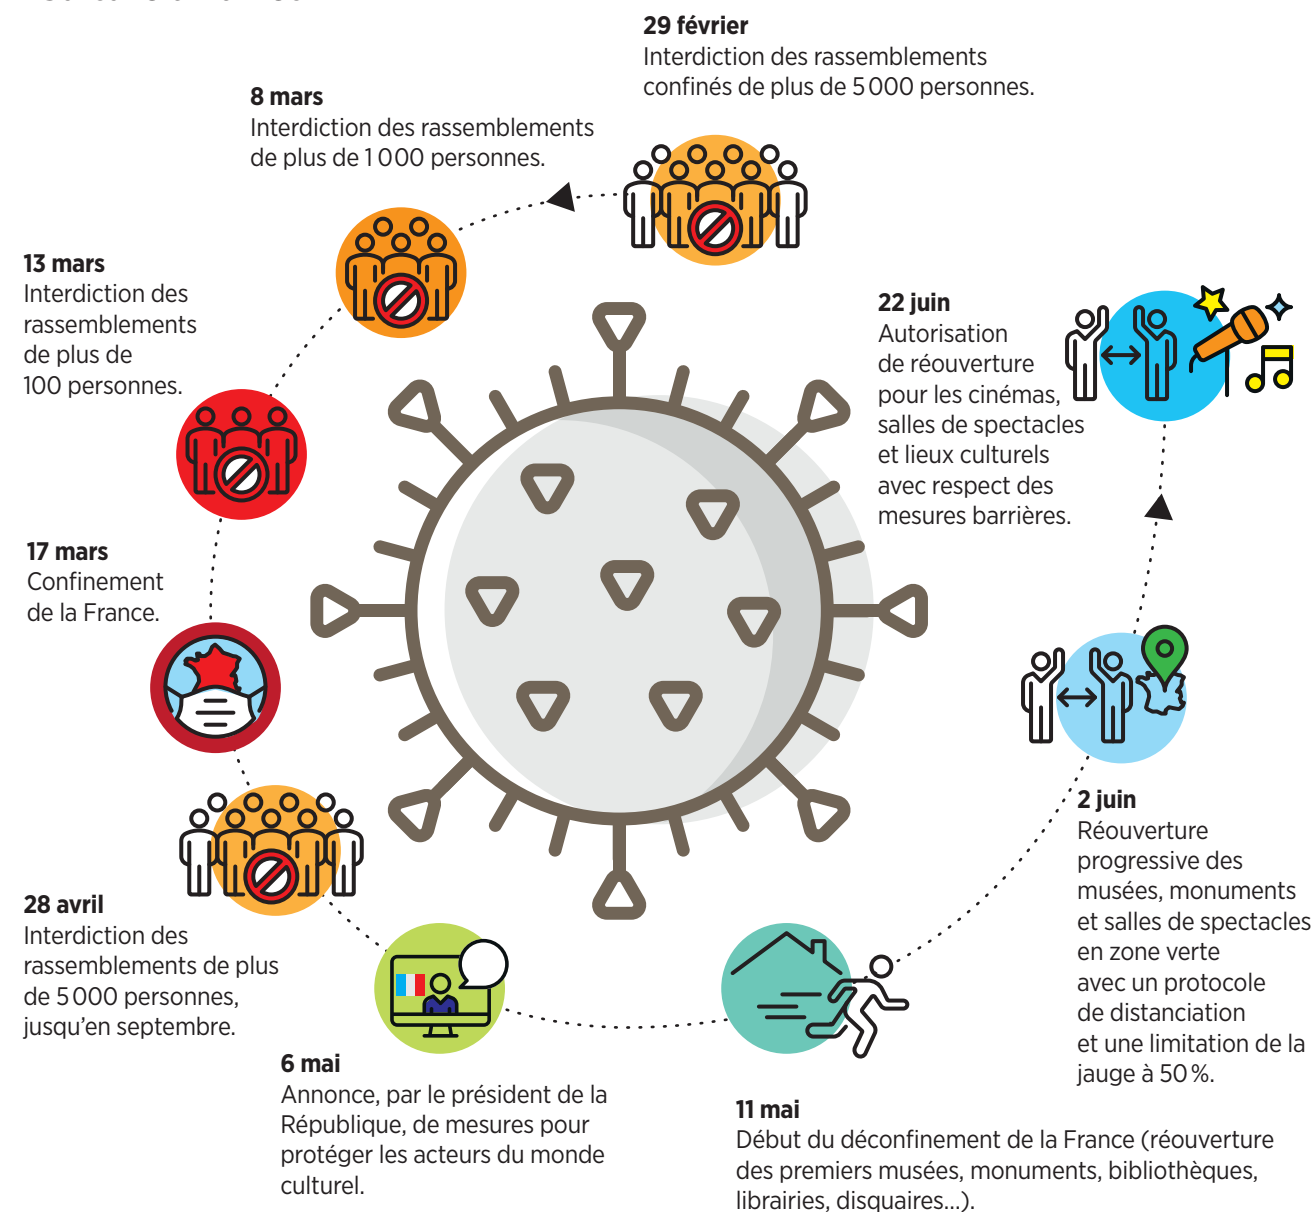 29 février
Interdiction des rassemblements
confinés de plus de 5 000 personnes.
8 mars
Interdiction des rassemblements
de plus de 1 000 personnes.
13 mars
Interdiction des
rassemblements
de plus de
100 personnes.
17 mars
Confinement
de la France.
28 avril
Interdiction des
rassemblements de plus
de 5 000 personnes,
jusqu'en septembre.
6 mai
Annonce, par le président de la
République, de mesures pour
protéger les acteurs du monde
culturel.
11 mai
Début du déconfinement de la France (réouverture
des premiers musées, monuments, bibliothèques,
librairies, disquaires...).
2 juin
Réouverture
progressive des
musées, monuments
et salles de spectacles
en zone verte
avec un protocole
de distanciation
et une limitation de la
jauge à 50 %.
22 juin
Autorisation
de réouverture
pour les cinémas,
salles de spectacles
et lieux culturels
avec respect des
mesures barrières.